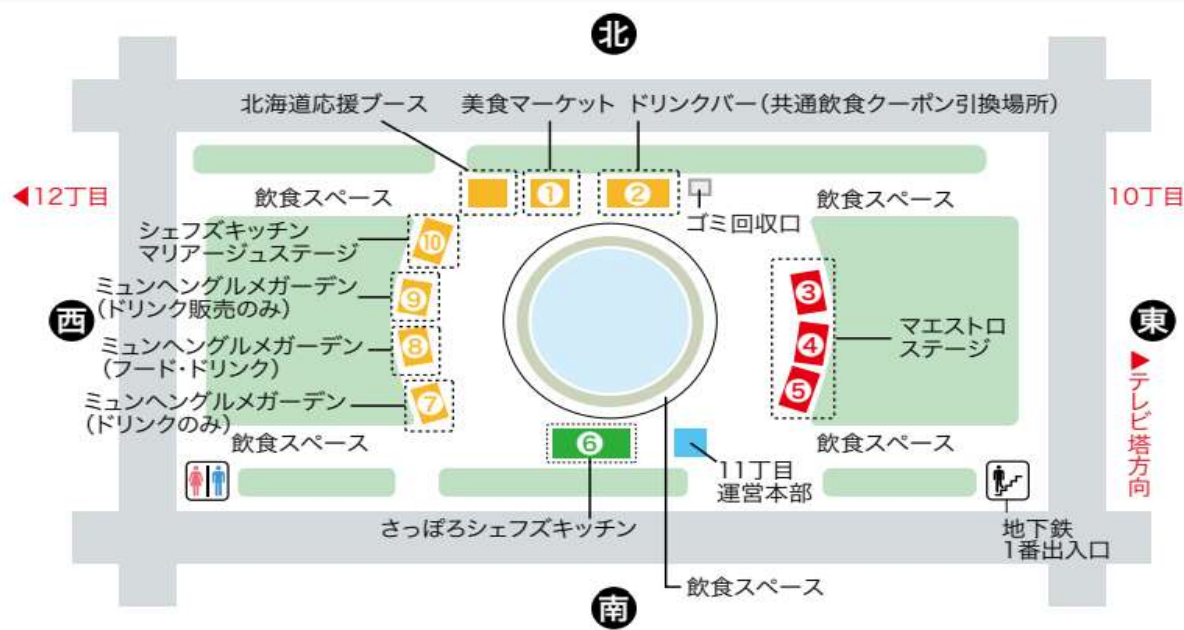 北
北海道応援ブース
美食マーケット
ドリンクバー(共通飲食クーポン引換場所)
◀12丁目
飲食スペース
❶
❷
ゴミ回収口
飲食スペース
10丁目
シェフズキッチン
マリアージュステージ
❿
ミュンヘングルメガーデン
(ドリンク販売のみ)
❾
❸
西
ミュンヘングルメガーデン
(フード・ドリンク)
❽
❹
マエストロ
ステージ
東
▶テレビ塔方向
ミュンヘングルメガーデン
(ドリンクのみ)
❼
❺
飲食スペース
❻
11丁目
運営本部
飲食スペース
さっぽろシェフズキッチン
地下鉄
1番出入口
飲食スペース
南